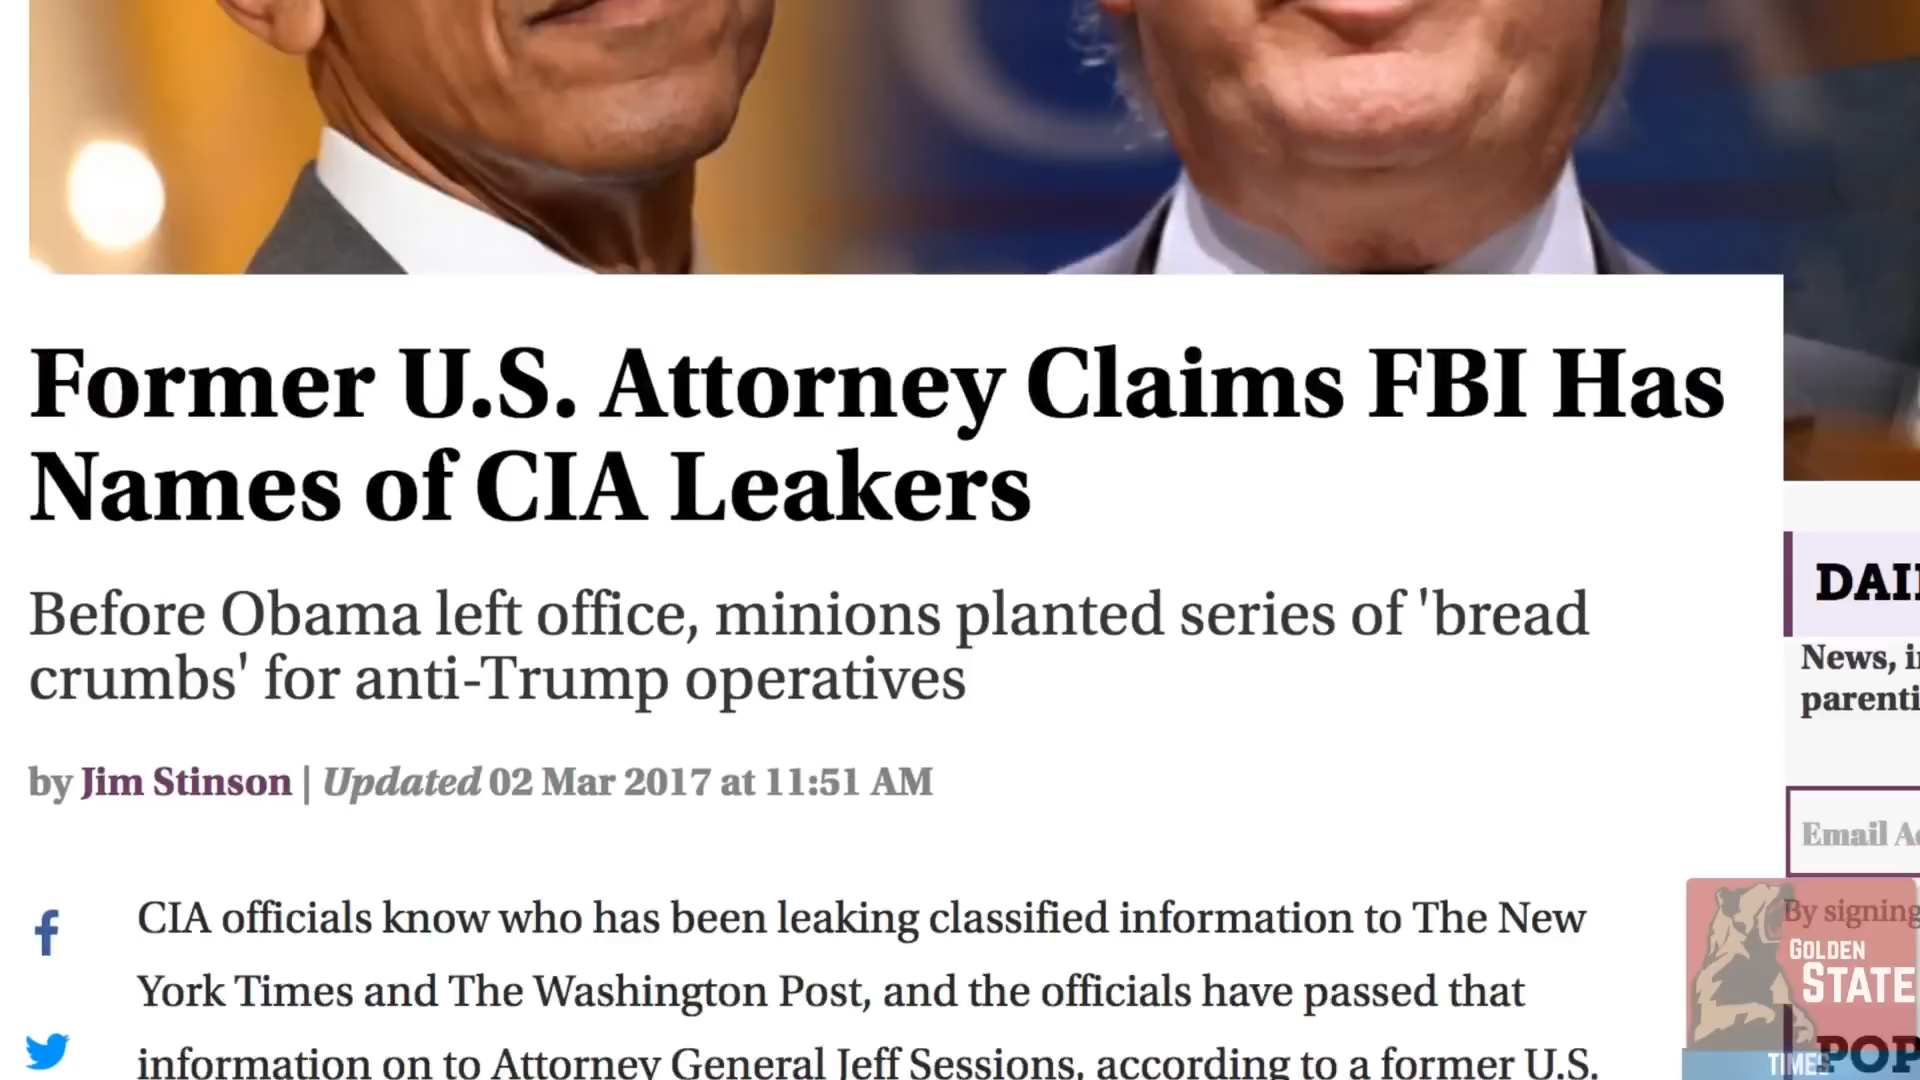 Former U.S. Attorney Claims FBI Has
Names of CIA Leakers
Before Obama left office, minions planted series of 'bread
crumbs' for anti-Trump operatives
by Jim Stinson | Updated 02 Mar 2017 at 11:51 AM
CIA officials know who has been leaking classified information to The New
York Times and The Washington Post, and the officials have passed that
information on to Attorney General Jeff Sessions, according to a former U.S.
News,
Email
By signing
GOLDEN
STATE
TIMES